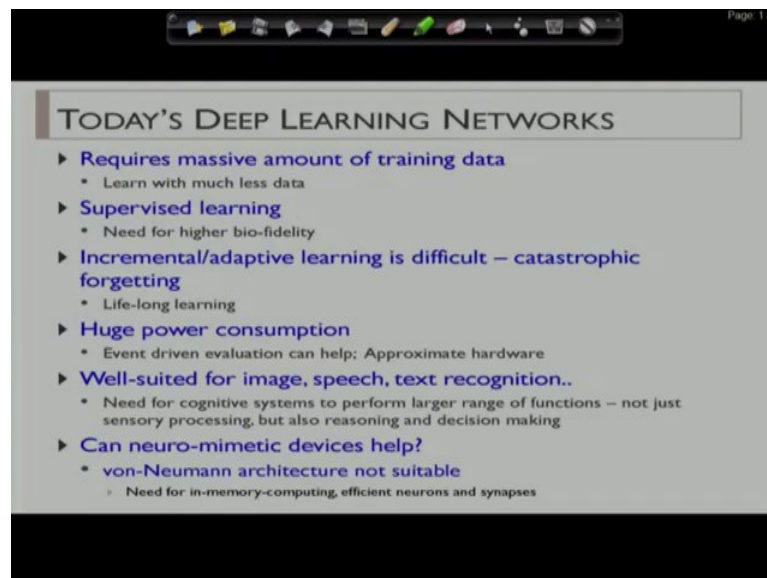 Page: 1
TODAY'S DEEP LEARNING NETWORKS
Requires massive amount of training data
Learn with much less data
Supervised learning
Need for higher bio-fidelity
Incremental/adaptive learning is difficult – catastrophic
forgetting
Life-long learning
Huge power consumption
Event driven evaluation can help; Approximate hardware
Well-suited for image, speech, text recognition..
Need for cognitive systems to perform larger range of functions – not just
sensory processing, but also reasoning and decision making
Can neuro-mimetic devices help?
von-Neumann architecture not suitable
Need for in-memory-computing, efficient neurons and synapses